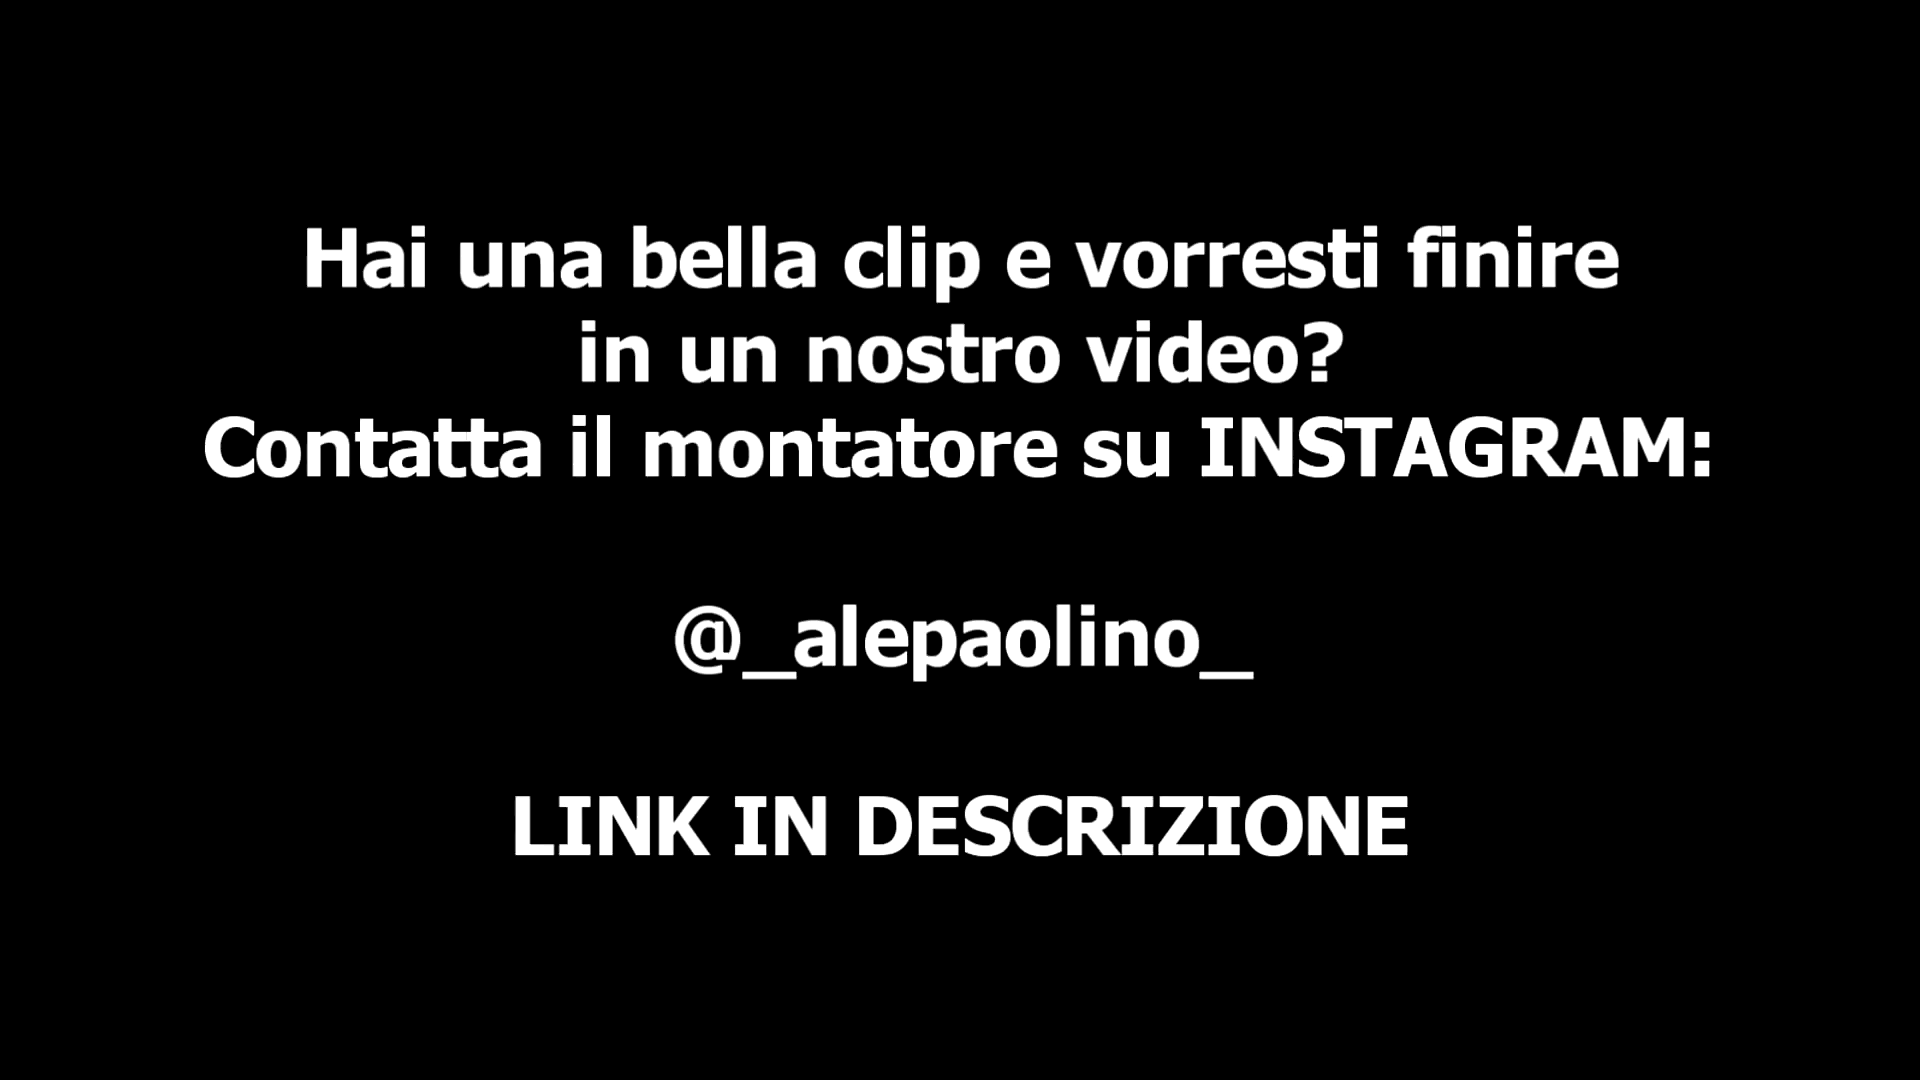 Hai una bella clip e vorresti finire
in un nostro video?
Contatta il montatore su INSTAGRAM:
@_alepaolino_
LINK IN DESCRIZIONE